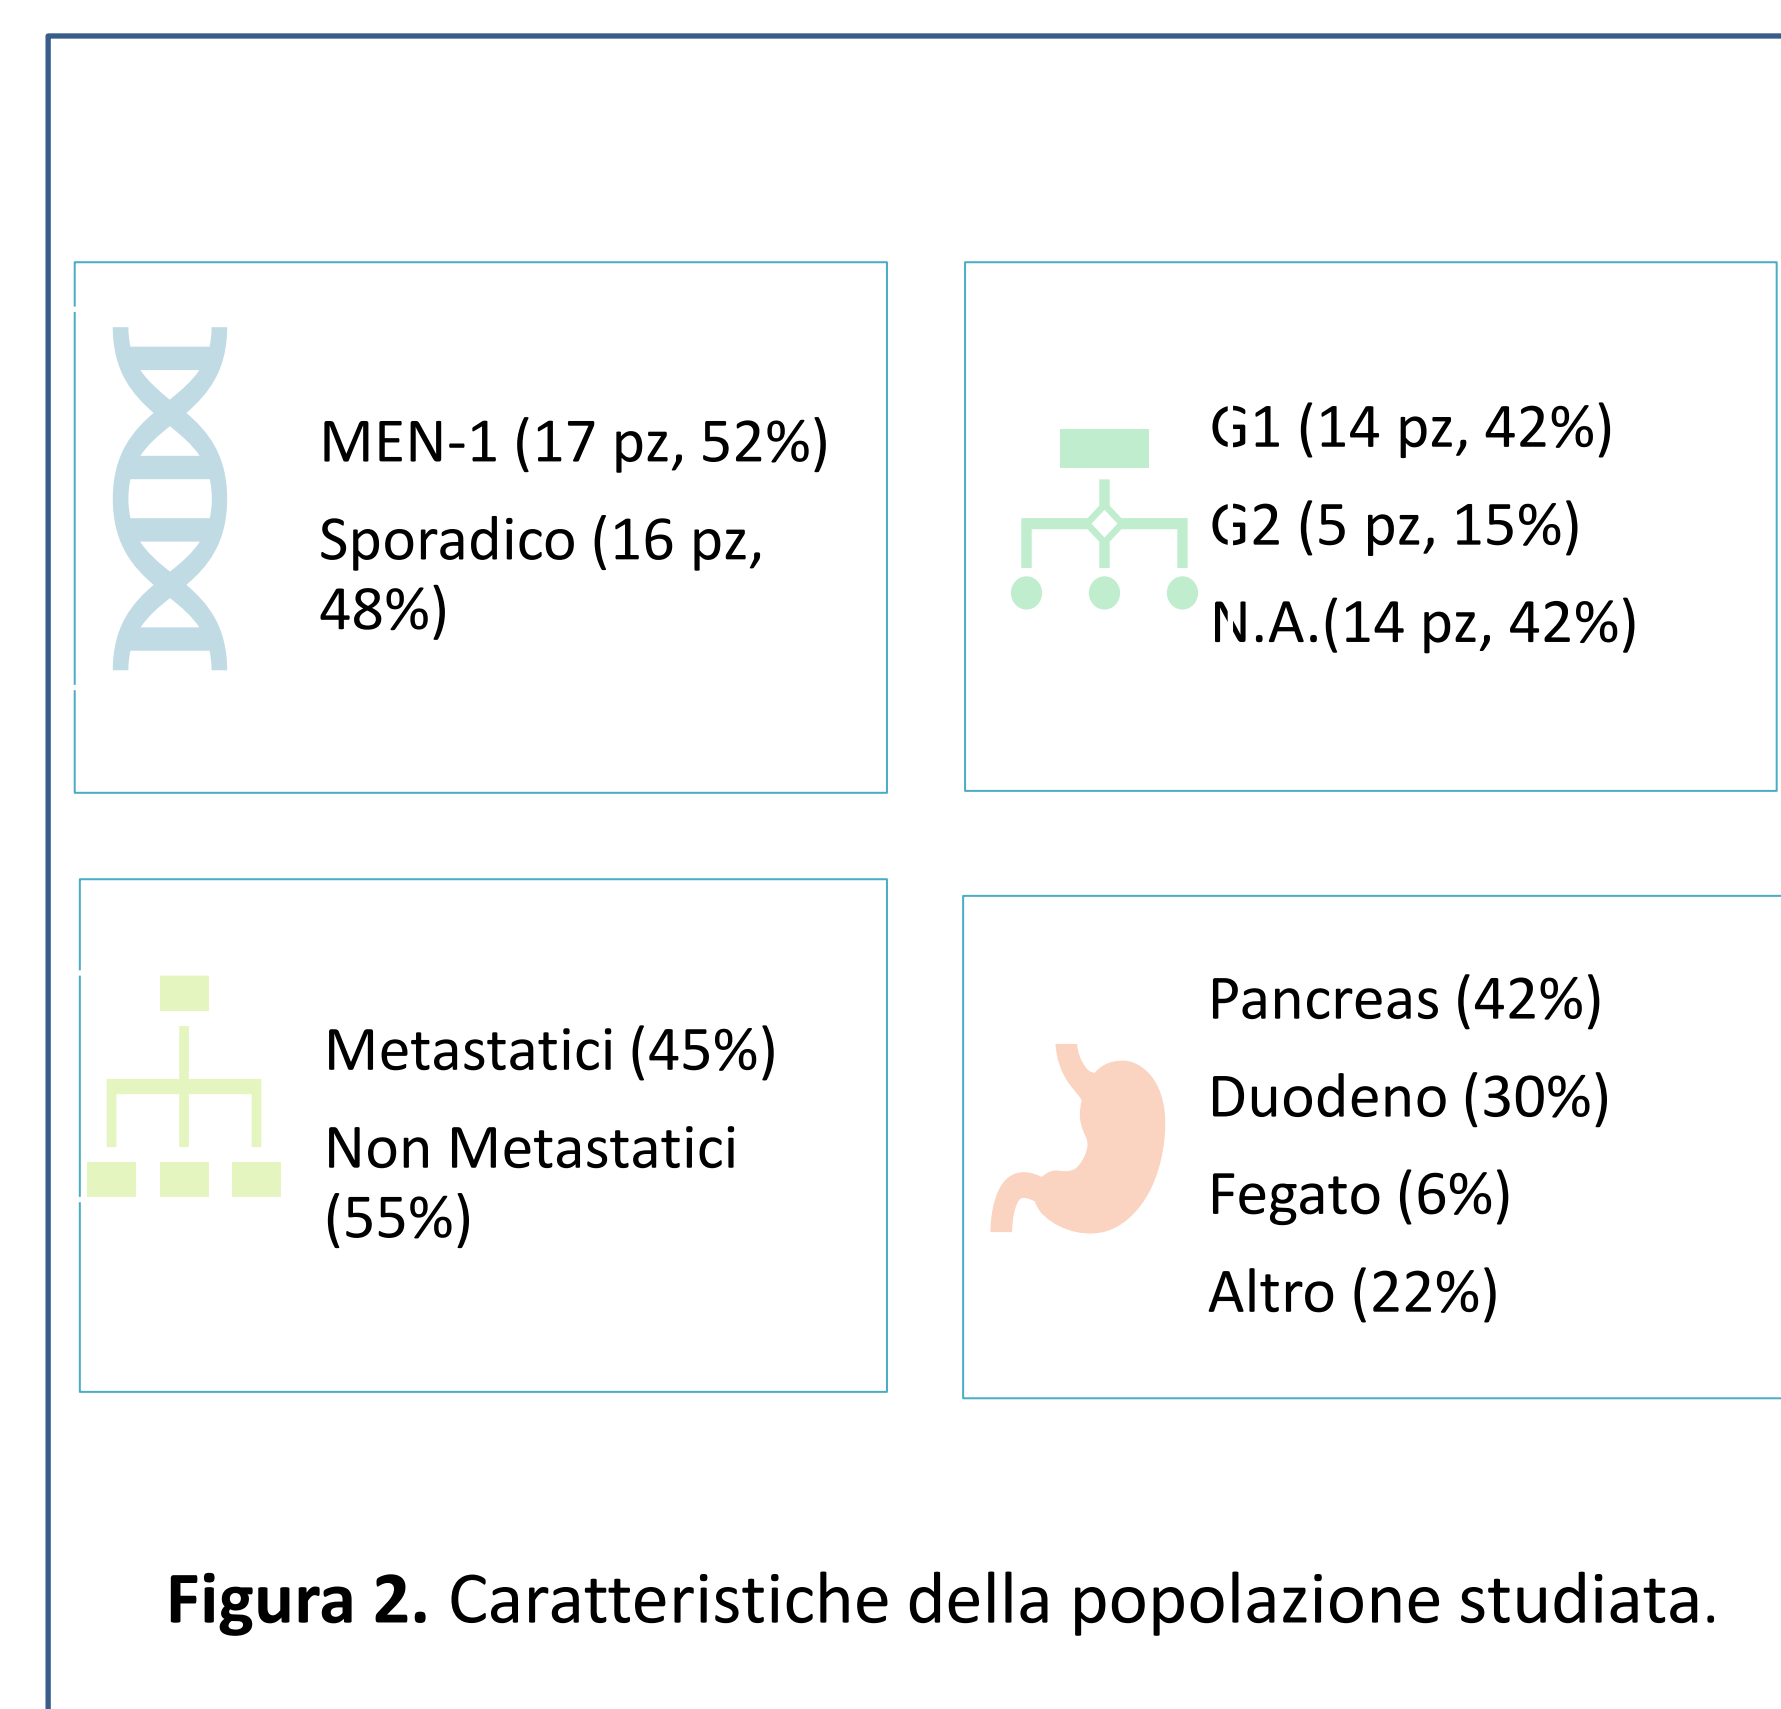 MEN-1 (17 pz, 52%)
Sporadico (16 pz,
48%)
G1 (14 pz, 42%)
G2 (5 pz, 15%)
N.A.(14 pz, 42%)
Metastatici (45%)
Non Metastatici
(55%)
Pancreas (42%)
Duodeno (30%)
Fegato (6%)
Altro (22%)
Figura 2. Caratteristiche della popolazione studiata.